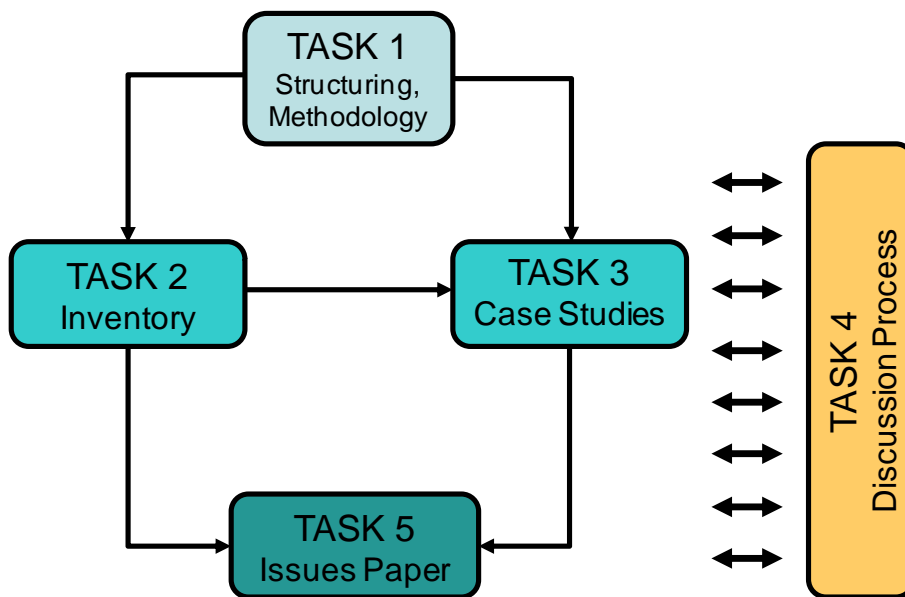 TASK 1
Structuring,
Methodology
TASK 2
Inventory
TASK 3
Case Studies
TASK 4
Discussion Process
TASK 5
Issues Paper